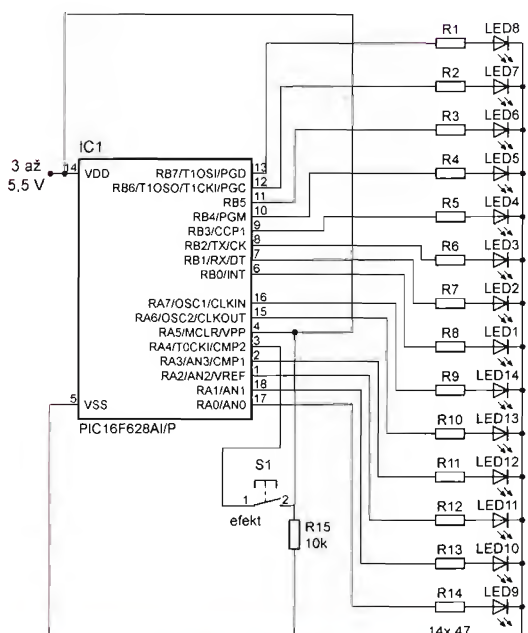 R1
LED8
R2
LED7
R3
LED6
IC1
R4
LED5
3 až
5,5 V
14
VDD
RB7/T1OSI/PGD
13
RB6/T1OSO/T1CKI/PGC
12
RB5
11
RB4/PGM
10
RB3/CCP1
9
RB2/TX/CK
8
RB1/RX/DT
7
RB0/INT
6
R5
LED4
R6
LED3
R7
LED2
R8
LED1
RA7/OSC1/CLKIN
16
RA6/OSC2/CLKOUT
15
RA5/MCLR/VPP
4
RA4/T0CKI/CMP2
3
RA3/AN3/CMP1
2
RA2/AN2/VREF
1
RA1/AN1
18
RA0/AN0
17
5
VSS
PIC16F628AI/P
R9
LED14
R10
LED13
R11
LED12
R12
LED11
R13
LED10
R14
LED9
S1
1
2
efekt
R15
10k
14x 47